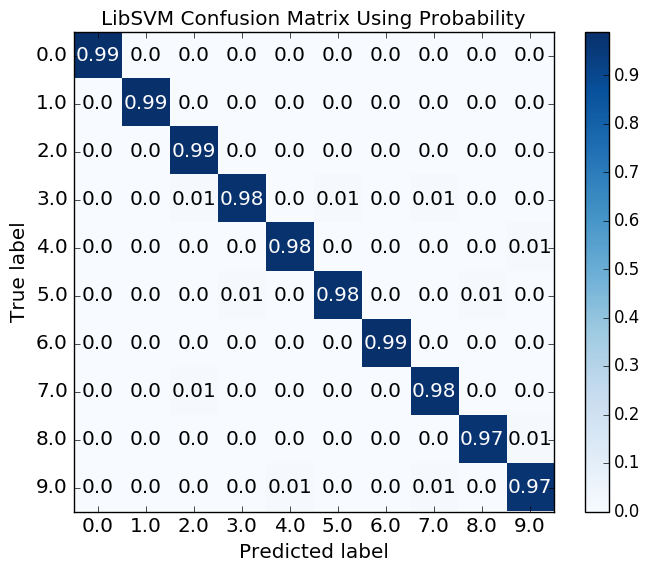 LibSVM Confusion Matrix Using Probability
0.0 0.99 0.0 0.0 0.0 0.0 0.0 0.0 0.0 0.0 0.0
1.0 0.0 0.99 0.0 0.0 0.0 0.0 0.0 0.0 0.0 0.0
2.0 0.0 0.0 0.99 0.0 0.0 0.0 0.0 0.0 0.0 0.0
3.0 0.0 0.0 0.01 0.98 0.0 0.01 0.0 0.01 0.0 0.0
4.0 0.0 0.0 0.0 0.0 0.98 0.0 0.0 0.0 0.0 0.01
5.0 0.0 0.0 0.0 0.01 0.0 0.98 0.0 0.0 0.01 0.0
6.0 0.0 0.0 0.0 0.0 0.0 0.0 0.99 0.0 0.0 0.0
7.0 0.0 0.0 0.01 0.0 0.0 0.0 0.0 0.98 0.0 0.0
8.0 0.0 0.0 0.0 0.0 0.0 0.0 0.0 0.0 0.97 0.01
9.0 0.0 0.0 0.0 0.0 0.01 0.0 0.0 0.01 0.0 0.97
0.0 1.0 2.0 3.0 4.0 5.0 6.0 7.0 8.0 9.0
Predicted label
True label
0.9
0.8
0.7
0.6
0.5
0.4
0.3
0.2
0.1
0.0